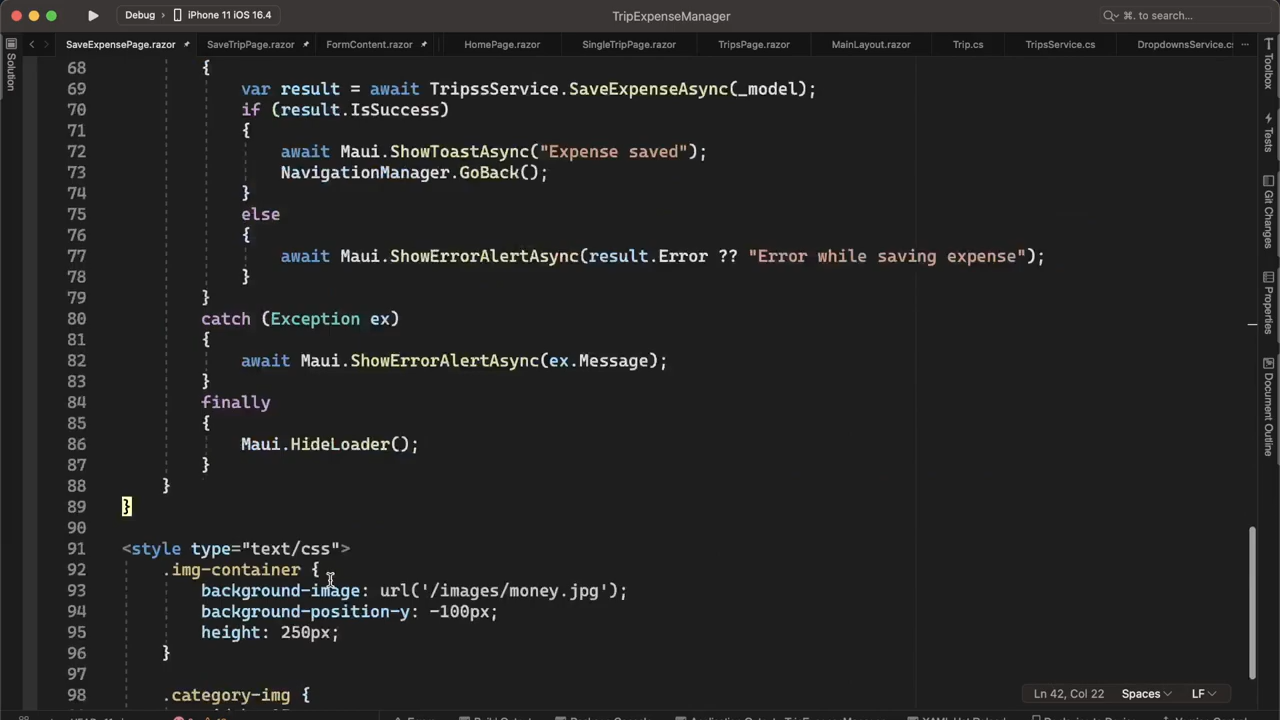 Debug > iPhone 11 iOS 16.4
TripExpenseManager
⌘. to search...
SaveExpensePage.razor
SaveTripPage.razor
FormContent.razor
HomePage.razor
SingleTripPage.razor
TripsPage.razor
MainLayout.razor
Trip.cs
TripsService.cs
DropdownsService.cs
Solution
Toolbox
Tests
Git Changes
Properties
Document Outline
68 {
69 var result = await TripssService.SaveExpenseAsync(_model);
70 if (result.IsSuccess)
71 {
72 await Maui.ShowToastAsync("Expense saved");
73 NavigationManager.GoBack();
74 }
75 else
76 {
77 await Maui.ShowErrorAlertAsync(result.Error ?? "Error while saving expense");
78 }
79 }
80 catch (Exception ex)
81 {
82 await Maui.ShowErrorAlertAsync(ex.Message);
83 }
84 finally
85 {
86 Maui.HideLoader();
87 }
88 }
89 }
90
91 <style type="text/css">
92 .img-container {
93 background-image: url('/images/money.jpg');
94 background-position-y: -100px;
95 height: 250px;
96 }
97
98 .category-img {
Ln 42, Col 22 Spaces LF